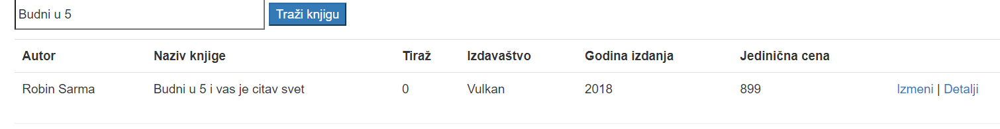 Budni u 5 Traži knjigu
Autor Naziv knjige Tiraž Izdavaštvo Godina izdanja Jedinična cena
Robin Sarma Budni u 5 i vas je citav svet 0 Vulkan 2018 899 Izmeni | Detalji